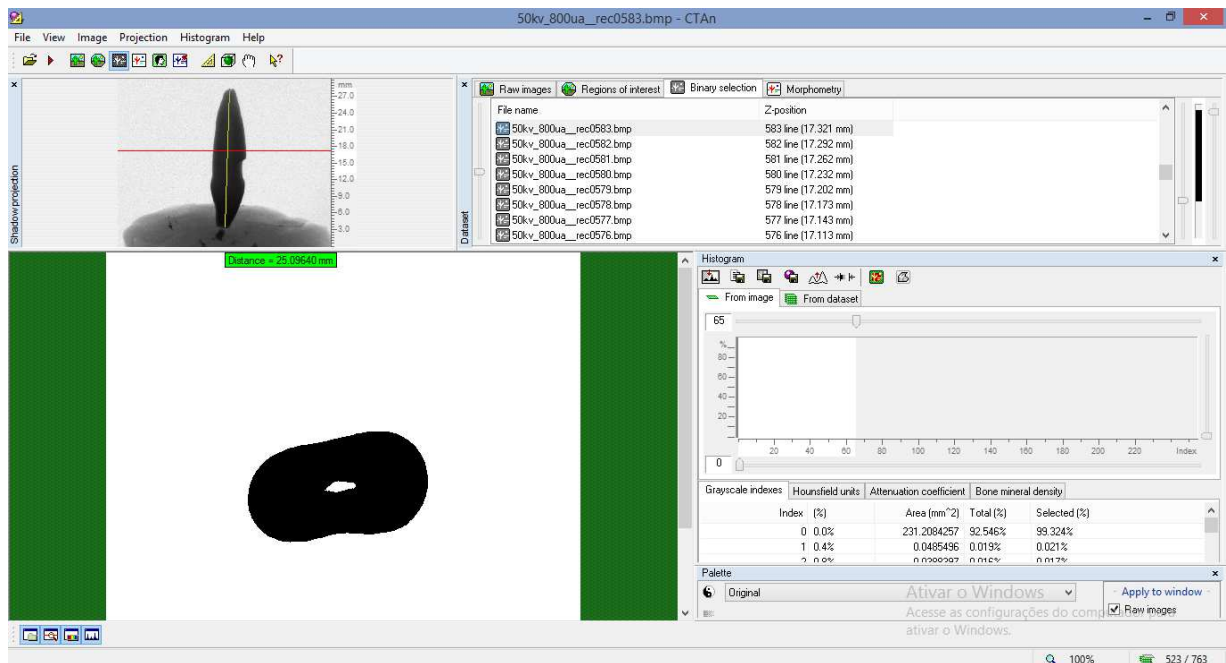 50kv_800ua__rec0583.bmp - CTAn
File View Image Projection Histogram Help
Shadow projection
mm
27.0
24.0
21.0
18.0
15.0
12.0
9.0
6.0
3.0
Dataset
Raw images Regions of interest Binary selection Morphometry
File name Z-position
50kv_800ua__rec0583.bmp 583 line (17.321 mm)
50kv_800ua__rec0582.bmp 582 line (17.292 mm)
50kv_800ua__rec0581.bmp 581 line (17.262 mm)
50kv_800ua__rec0580.bmp 580 line (17.232 mm)
50kv_800ua__rec0579.bmp 579 line (17.202 mm)
50kv_800ua__rec0578.bmp 578 line (17.173 mm)
50kv_800ua__rec0577.bmp 577 line (17.143 mm)
50kv_800ua__rec0576.bmp 576 line (17.113 mm)
Distance = 25.09640 mm
Histogram
From image From dataset
65
%
80
60
40
20
20 40 60 80 100 120 140 160 180 200 220 Index
0
Grayscale indexes Hounsfield units Attenuation coefficient Bone mineral density
Index (%) Area (mm^2) Total (%) Selected (%)
0 0.0% 231.2084257 92.546% 99.324%
1 0.4% 0.0485496 0.019% 0.021%
2 0.8% 0.0388397 0.016% 0.017%
Palette
Original
Apply to window
Raw images
Ativar o Windows
Acesse as configurações do computador para
ativar o Windows.
100% 523 / 763